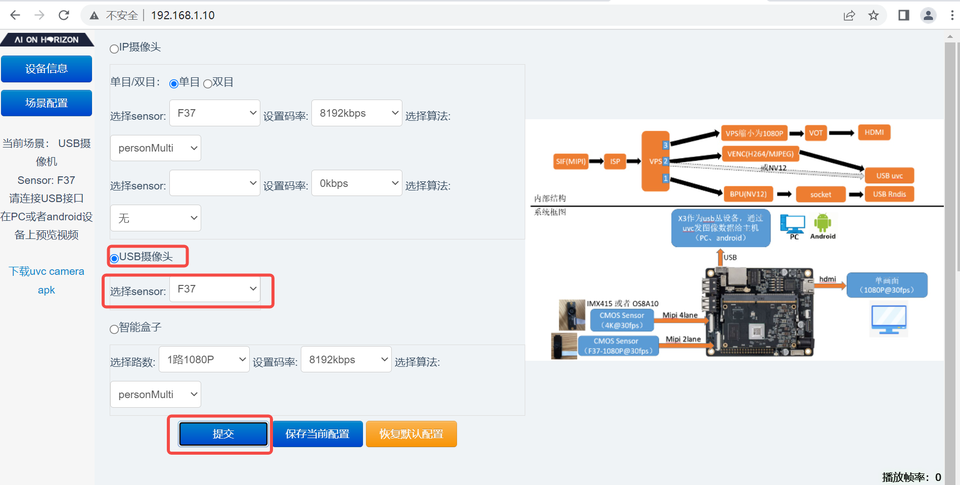 不安全 192.168.1.10
AI ON HORIZON
设备信息
场景配置
当前场景： USB摄
像机
Sensor: F37
请连接USB接口
在PC或者android设
备上预览视频
下载uvc camera
apk
IP摄像头
单目/双目: 单目 双目
选择sensor: F37 设置码率: 8192kbps 选择算法:
personMulti
选择sensor: 设置码率: 0kbps 选择算法:
无
USB摄像头
选择sensor: F37
智能盒子
选择路数: 1路1080P 设置码率: 8192kbps 选择算法:
personMulti
提交 保存当前配置 恢复默认配置
SIF(MIPI)
ISP
VPS
3
2
1
VPS缩小为1080P
VOT
HDMI
VENC(H264/MJPEG)
或NV12
USB uvc
BPU(NV12)
socket
USB Rndis
内部结构
系统框图
X3作为usb从设备，通过
uvc发图像数据给主机
（PC、android）
PC
Android
USB
hdmi
单画面
（1080P@30fps）
IMX415 或者 OS8A10
CMOS Sensor
(4K@30fps)
Mipi 4lane
CMOS Sensor
(F37-1080P@30fps)
Mipi 2lane
播放帧率：0